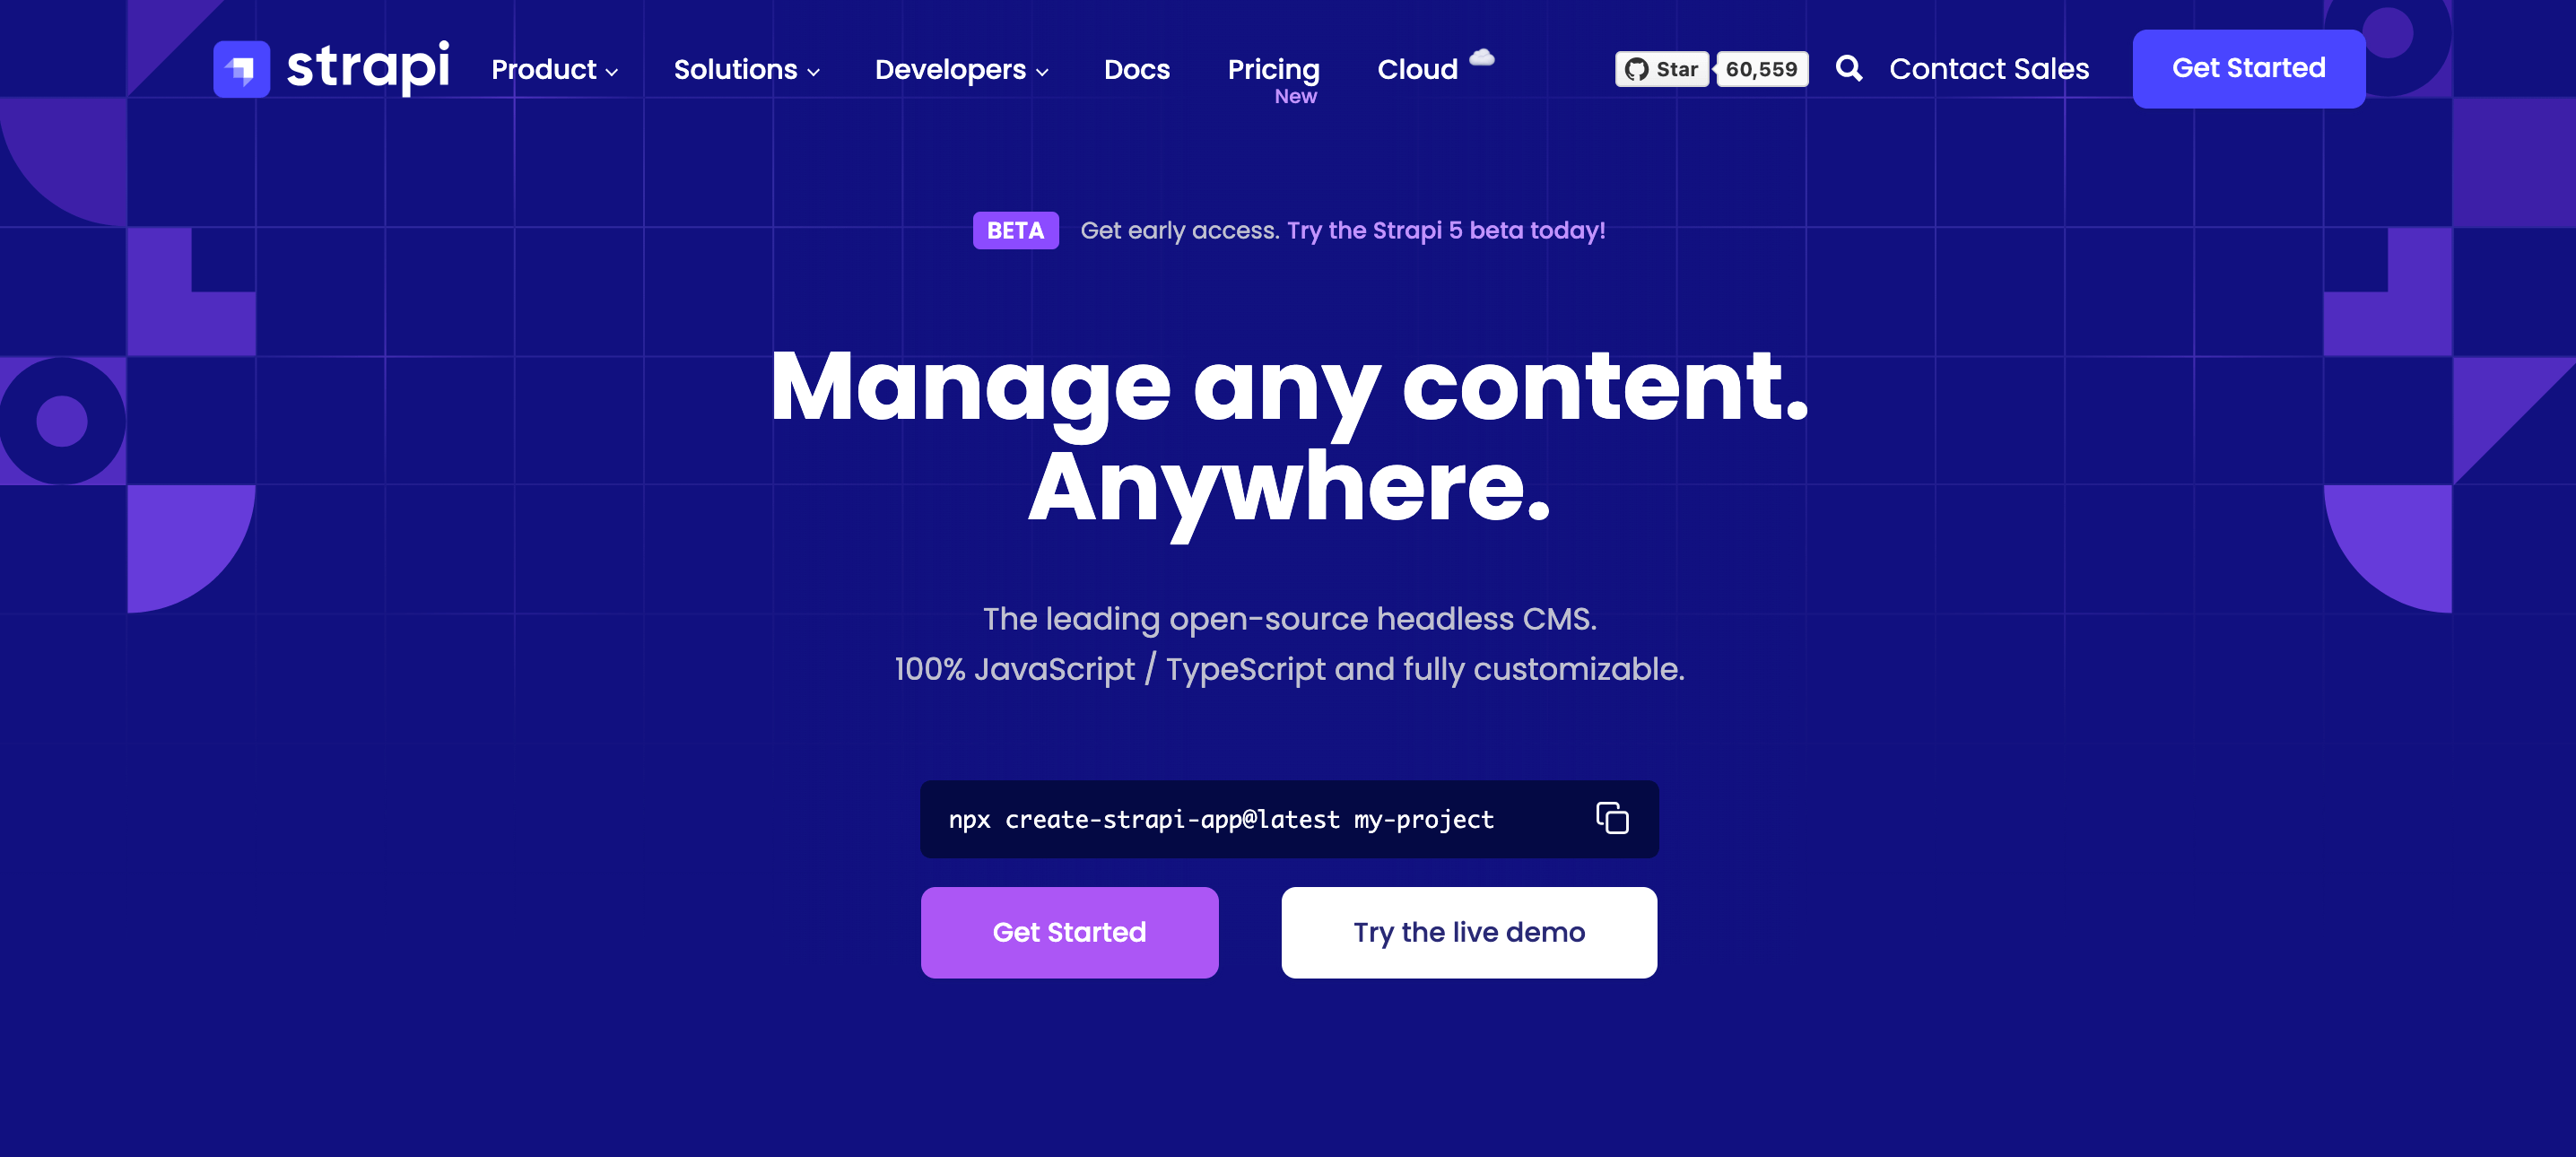 strapi Product Solutions Developers Docs Pricing Cloud Star 60,559 Contact Sales Get Started
New
BETA Get early access. Try the Strapi 5 beta today!
Manage any content.
Anywhere.
The leading open-source headless CMS.
100% JavaScript / TypeScript and fully customizable.
npx create-strapi-app@latest my-project
Get Started Try the live demo